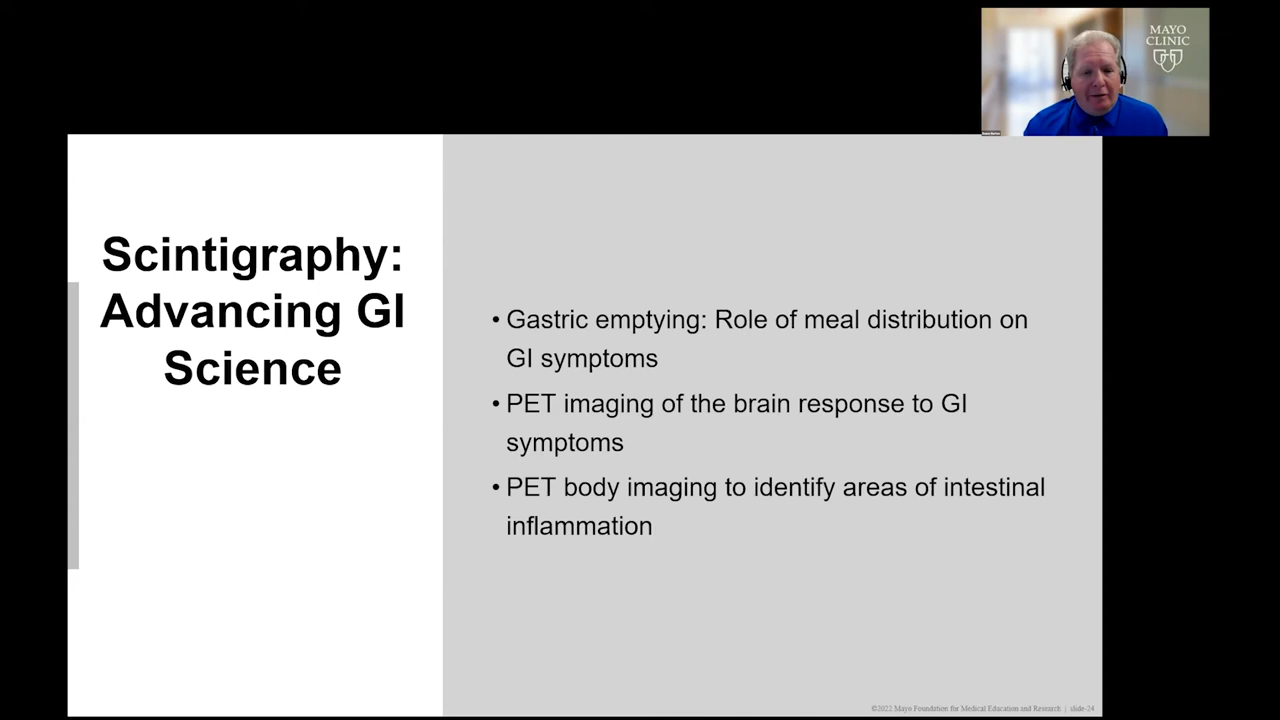 MAYO
CLINIC
Scintigraphy:
Advancing GI
Science
• Gastric emptying: Role of meal distribution on
GI symptoms
• PET imaging of the brain response to GI
symptoms
• PET body imaging to identify areas of intestinal
inflammation
©2022 Mayo Foundation for Medical Education and Research | slide-24